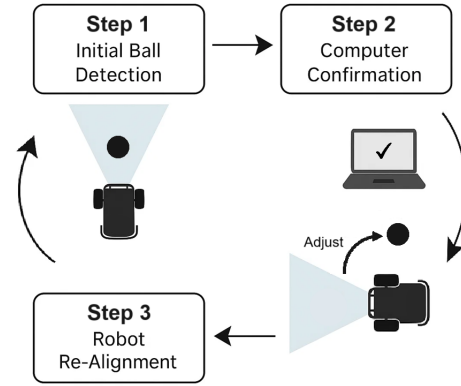 Step 1
Initial Ball
Detection
Step 2
Computer
Confirmation
Adjust
Step 3
Robot
Re-Alignment